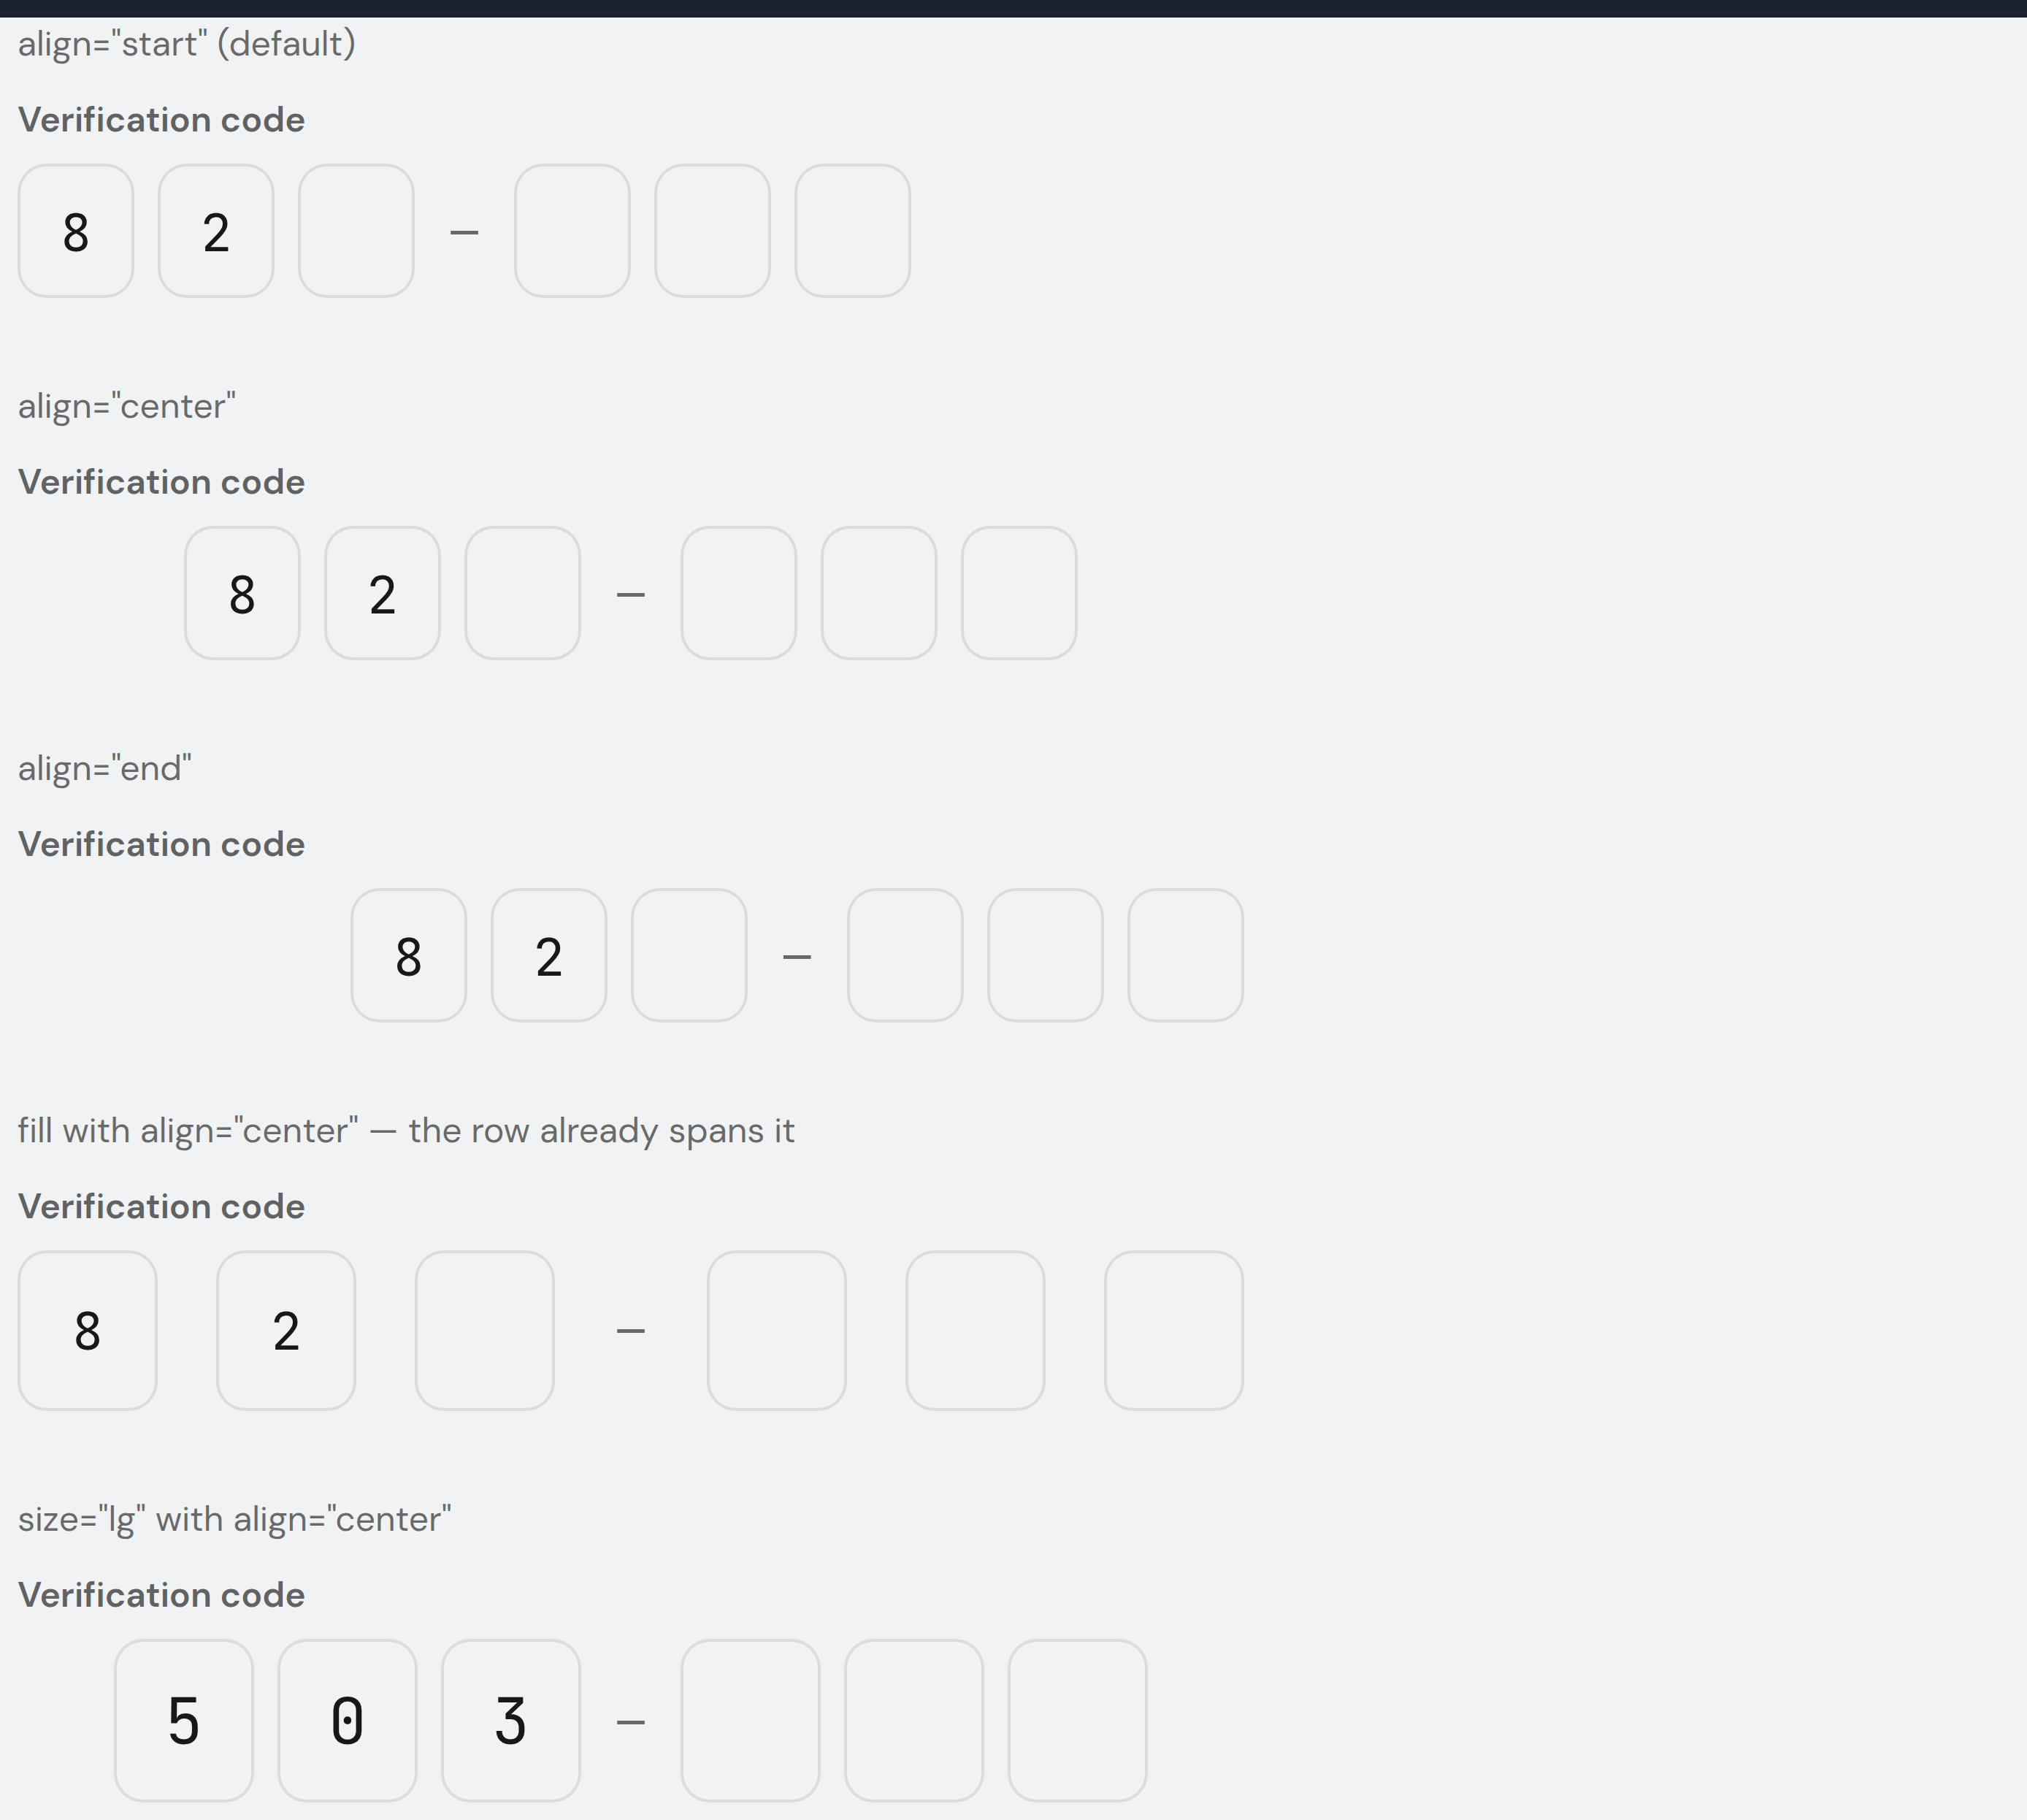 align="start" (default)
Verification code
8 2 –
align="center"
Verification code
8 2 –
align="end"
Verification code
8 2 –
fill with align="center" — the row already spans it
Verification code
8 2 –
size="lg" with align="center"
Verification code
5 0 3 –